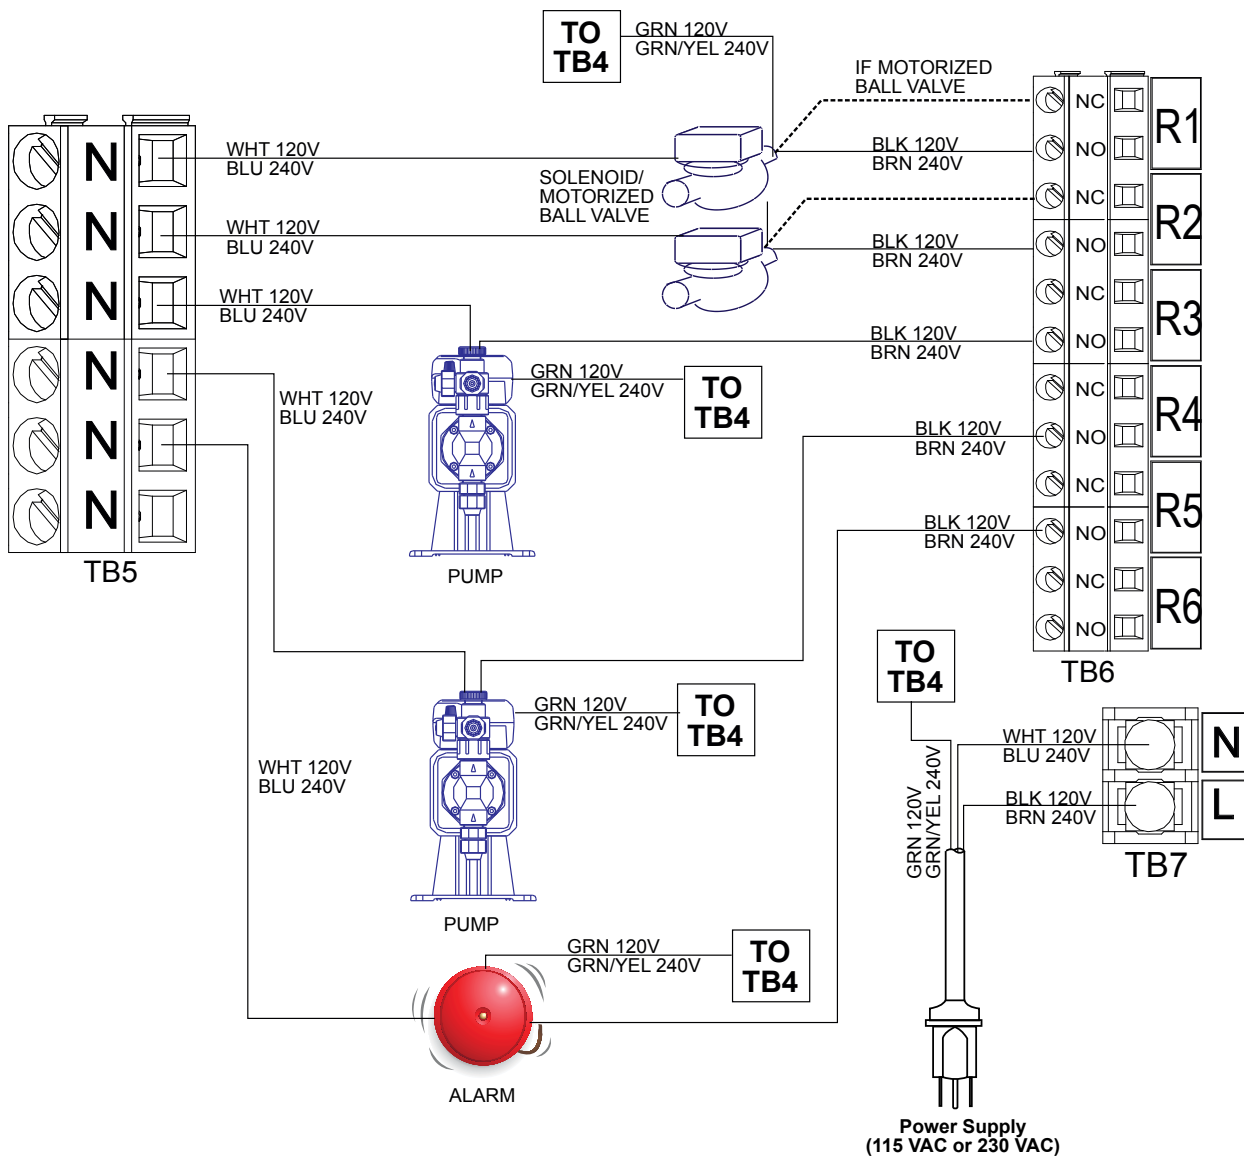 TO
TB4
GRN 120V
GRN/YEL 240V
IF MOTORIZED
BALL VALVE
N
N
N
N
N
N
TB5
WHT 120V
BLU 240V
WHT 120V
BLU 240V
WHT 120V
BLU 240V
WHT 120V
BLU 240V
SOLENOID/
MOTORIZED
BALL VALVE
BLK 120V
BRN 240V
BLK 120V
BRN 240V
BLK 120V
BRN 240V
BLK 120V
BRN 240V
BLK 120V
BRN 240V
NC
NO
NC
NO
NC
NO
NC
NO
NC
NO
NC
NO
R1
R2
R3
R4
R5
R6
TB6
GRN 120V
GRN/YEL 240V
TO
TB4
PUMP
GRN 120V
GRN/YEL 240V
TO
TB4
PUMP
WHT 120V
BLU 240V
GRN 120V
GRN/YEL 240V
TO
TB4
ALARM
TO
TB4
GRN 120V
GRN/YEL 240V
WHT 120V
BLU 240V
BLK 120V
BRN 240V
N
L
TB7
Power Supply
(115 VAC or 230 VAC)